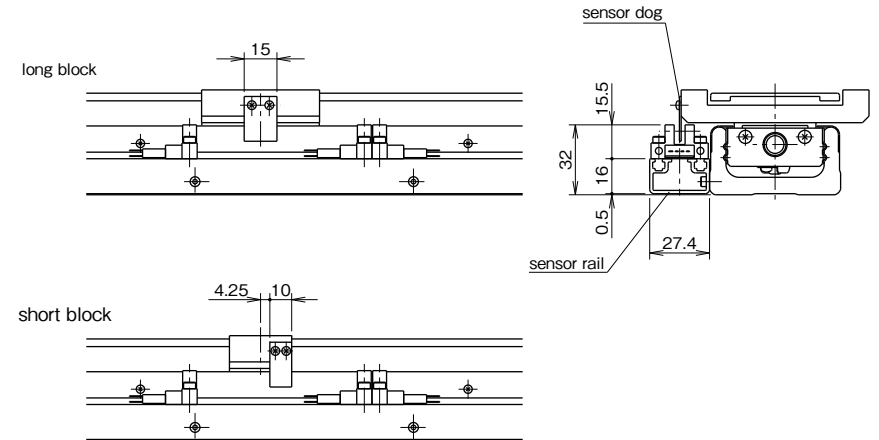 sensor dog
15
long block
15.5
32
16
0.5
27.4
sensor rail
4.25
10
short block